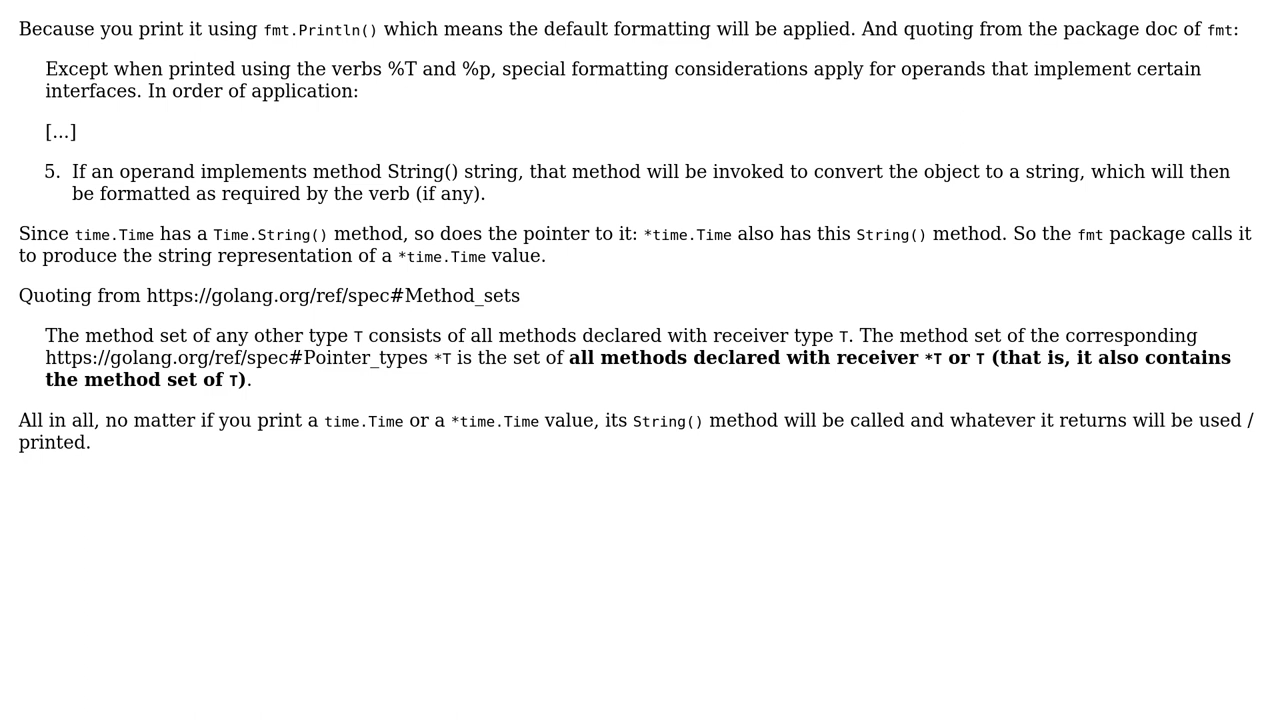 Because you print it using fmt.Println() which means the default formatting will be applied. And quoting from the package doc of fmt:
Except when printed using the verbs %T and %p, special formatting considerations apply for operands that implement certain
interfaces. In order of application:
[...]
5. If an operand implements method String() string, that method will be invoked to convert the object to a string, which will then
be formatted as required by the verb (if any).
Since time.Time has a Time.String() method, so does the pointer to it: *time.Time also has this String() method. So the fmt package calls it
to produce the string representation of a *time.Time value.
Quoting from https://golang.org/ref/spec#Method_sets
The method set of any other type T consists of all methods declared with receiver type T. The method set of the corresponding
https://golang.org/ref/spec#Pointer_types *T is the set of all methods declared with receiver *T or T (that is, it also contains
the method set of T).
All in all, no matter if you print a time.Time or a *time.Time value, its String() method will be called and whatever it returns will be used /
printed.